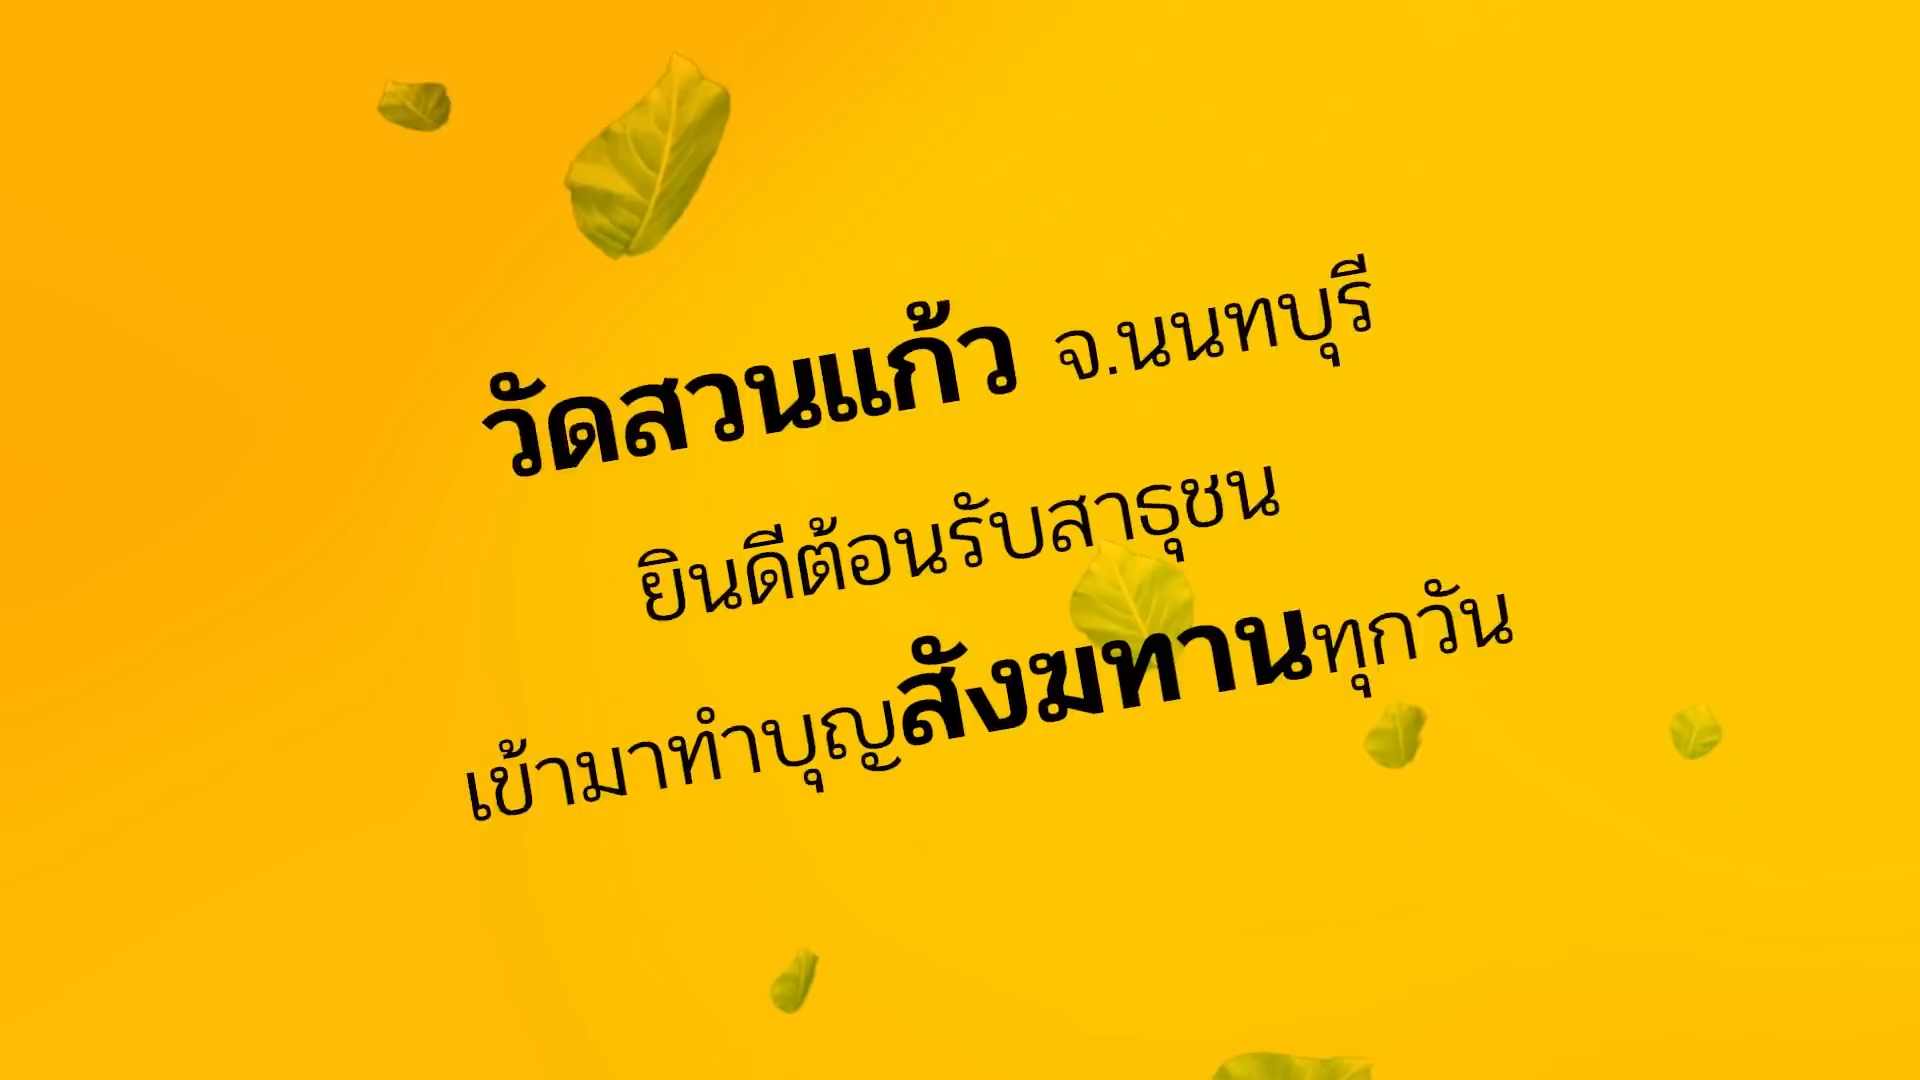 วัดสวนแก้ว จ.นนทบุรี
ยินดีต้อนรับสาธุชน
เข้ามาทำบุญสังฆทานทุกวัน